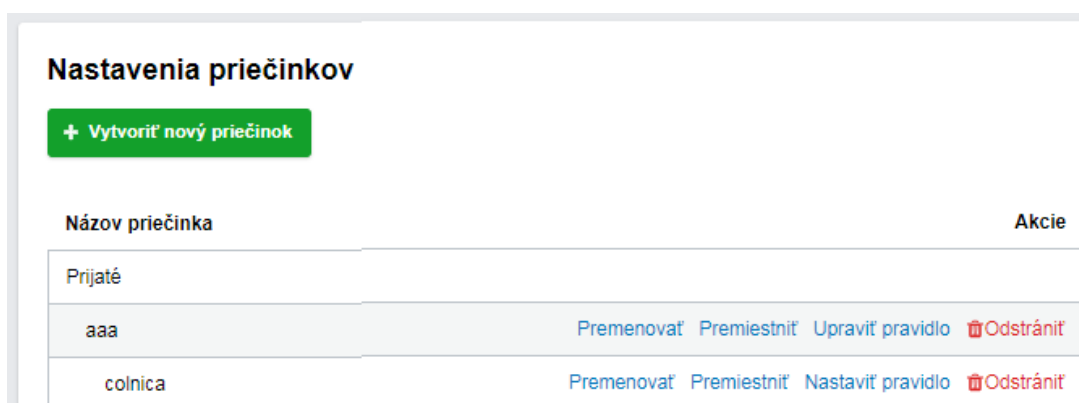 Nastavenia priečinkov
+ Vytvoriť nový priečinok
Názov priečinka Akcie
Prijaté
aaa Premenovať Premiestniť Upraviť pravidlo Odstrániť
colnica Premenovať Premiestniť Nastaviť pravidlo Odstrániť